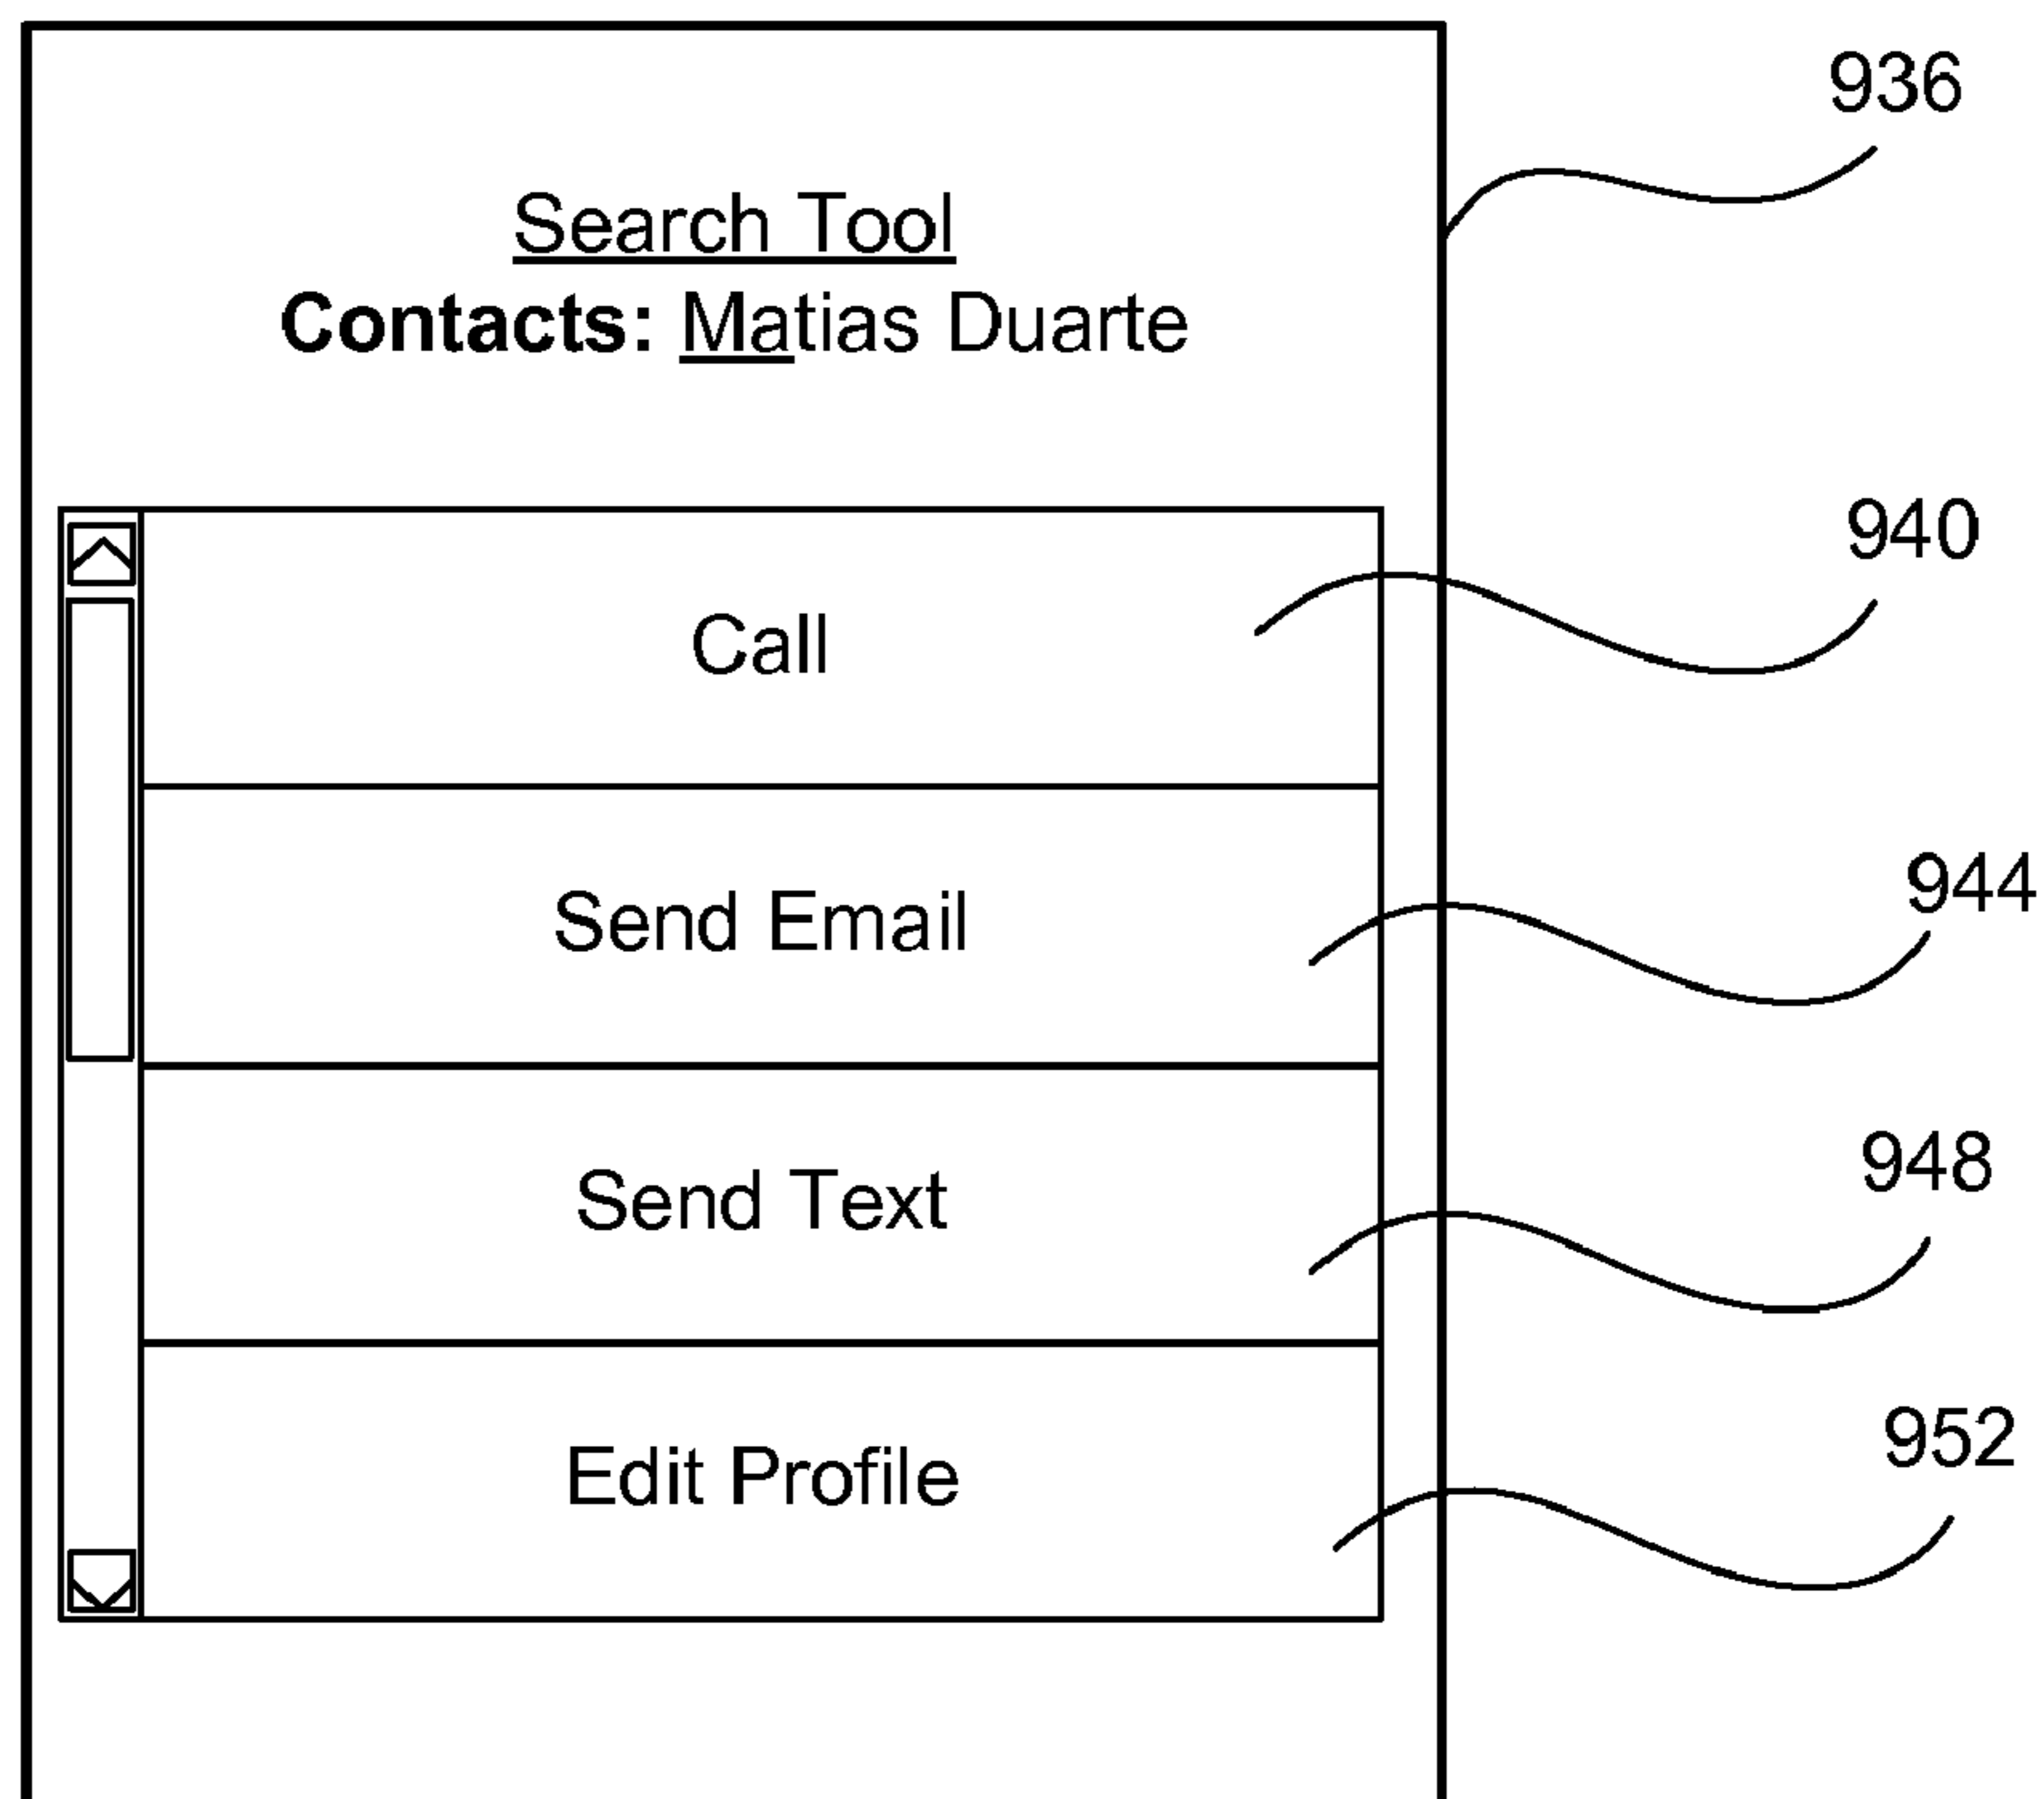 936
Search Tool
Contacts: Matias Duarte
940
Call
944
Send Email
948
Send Text
952
Edit Profile